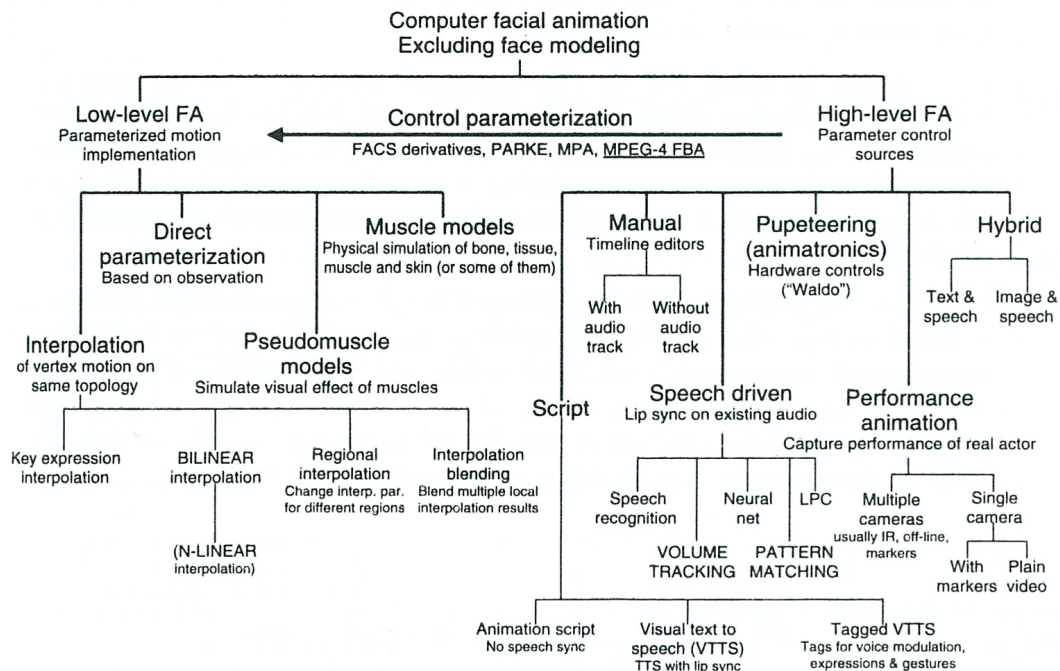 Computer facial animation
Excluding face modeling
Low-level FA
Parameterized motion
implementation
Control parameterization
FACS derivatives, PARKE, MPA, MPEG-4 FBA
High-level FA
Parameter control
sources
Direct
parameterization
Based on observation
Muscle models
Physical simulation of bone, tissue,
muscle and skin (or some of them)
Interpolation
of vertex motion on
same topology
Pseudomuscle
models
Simulate visual effect of muscles
Key expression
interpolation
BILINEAR
interpolation
(N-LINEAR
interpolation)
Regional
interpolation
Change interp. par.
for different regions
Interpolation
blending
Blend multiple local
interpolation results
Manual
Timeline editors
With
audio
track
Without
audio
track
Pupeteering
(animatronics)
Hardware controls
("Waldo")
Hybrid
Text &
speech
Image &
speech
Script
Speech driven
Lip sync on existing audio
Speech
recognition
VOLUME
TRACKING
Neural
net
PATTERN
MATCHING
LPC
Performance
animation
Capture performance of real actor
Multiple
cameras
usually IR, off-line,
markers
Single
camera
With
markers
Plain
video
Animation script
No speech sync
Visual text to
speech (VTTS)
TTS with lip sync
Tagged VTTS
Tags for voice modulation,
expressions & gestures